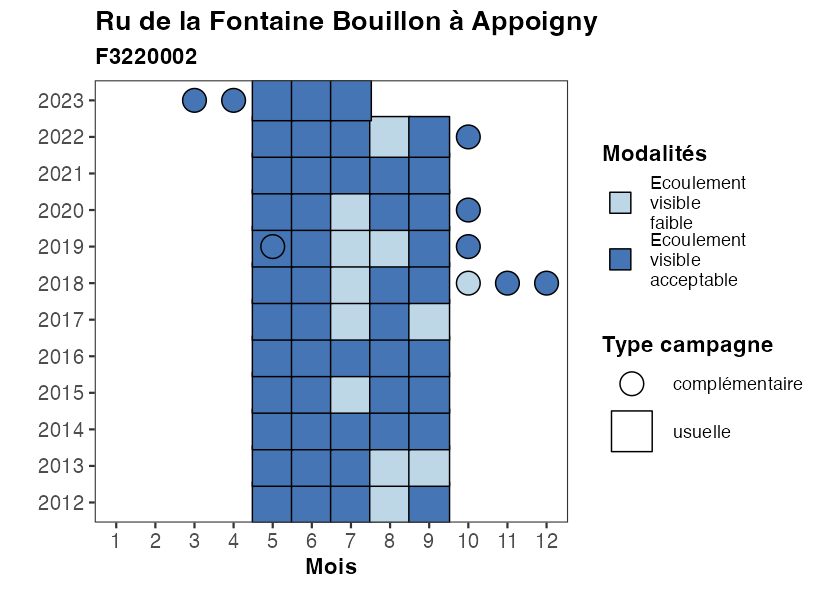 Ru de la Fontaine Bouillon à Appoigny
F3220002
2023
2022
2021
2020
2019
2018
2017
2016
2015
2014
2013
2012
1 2 3 4 5 6 7 8 9 10 11 12
Mois
Modalités
Ecoulement
visible
faible
Ecoulement
visible
acceptable
Type campagne
complémentaire
usuelle